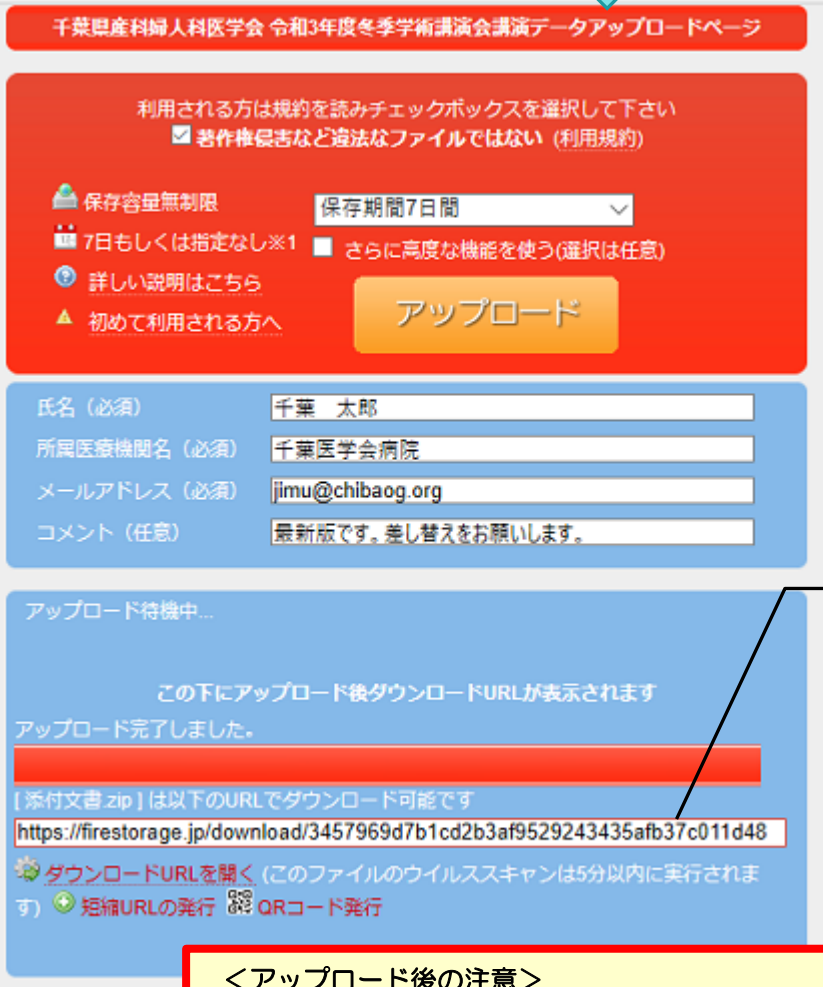 千葉県産科婦人科医学会 令和3年度冬季学術講演会講演データアップロードページ
利用される方は規約を読みチェックボックスを選択して下さい
著作権侵害など違法なファイルではない (利用規約)
保存容量無制限
保存期間7日間
7日もしくは指定なし※1
さらに高度な機能を使う(選択は任意)
詳しい説明はこちら
初めて利用される方へ
アップロード
氏名（必須）
千葉　太郎
所属医療機関名（必須）
千葉医学会病院
メールアドレス（必須）
jimu@chibaog.org
コメント（任意）
最新版です。差し替えをお願いします。
アップロード待機中...
この下にアップロード後ダウンロードURLが表示されます
アップロード完了しました。
[ 添付文書.zip ] は以下のURLでダウンロード可能です
https://firestorage.jp/download/3457969d7b1cd2b3af9529243435afb37c011d48
ダウンロードURLを開く (このファイルのウイルススキャンは5分以内に実行されま
す) 短縮URLの発行 QRコード発行
＜アップロード後の注意＞